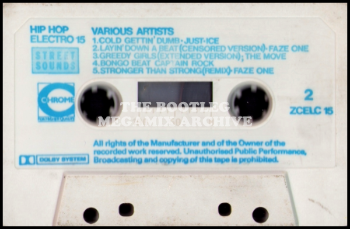 HIP HOP
ELECTRO 15
VARIOUS ARTISTS
1.COLD GETTIN' DUMB-JUST-ICE
2.LAYIN' DOWN A BEAT(CENSORED VERSION)-FAZE ONE
3.GREEDY GIRLS(EXTENDED VERSION); THE MOVE
4.BONGO BEAT CAPTAIN ROCK
5.STRONGER THAN STRONG(REMIX)-FAZE ONE
STREET
SOUNDS
CHROME
THE BOOTLEG
MEGAMIX ARCHIVE
2
ZCELC 15
DOLBY SYSTEM
All rights of the Manufacturer and of the Owner of the
recorded work reserved. Unauthorised Public Performance,
Broadcasting and copying of this tape is prohibited.